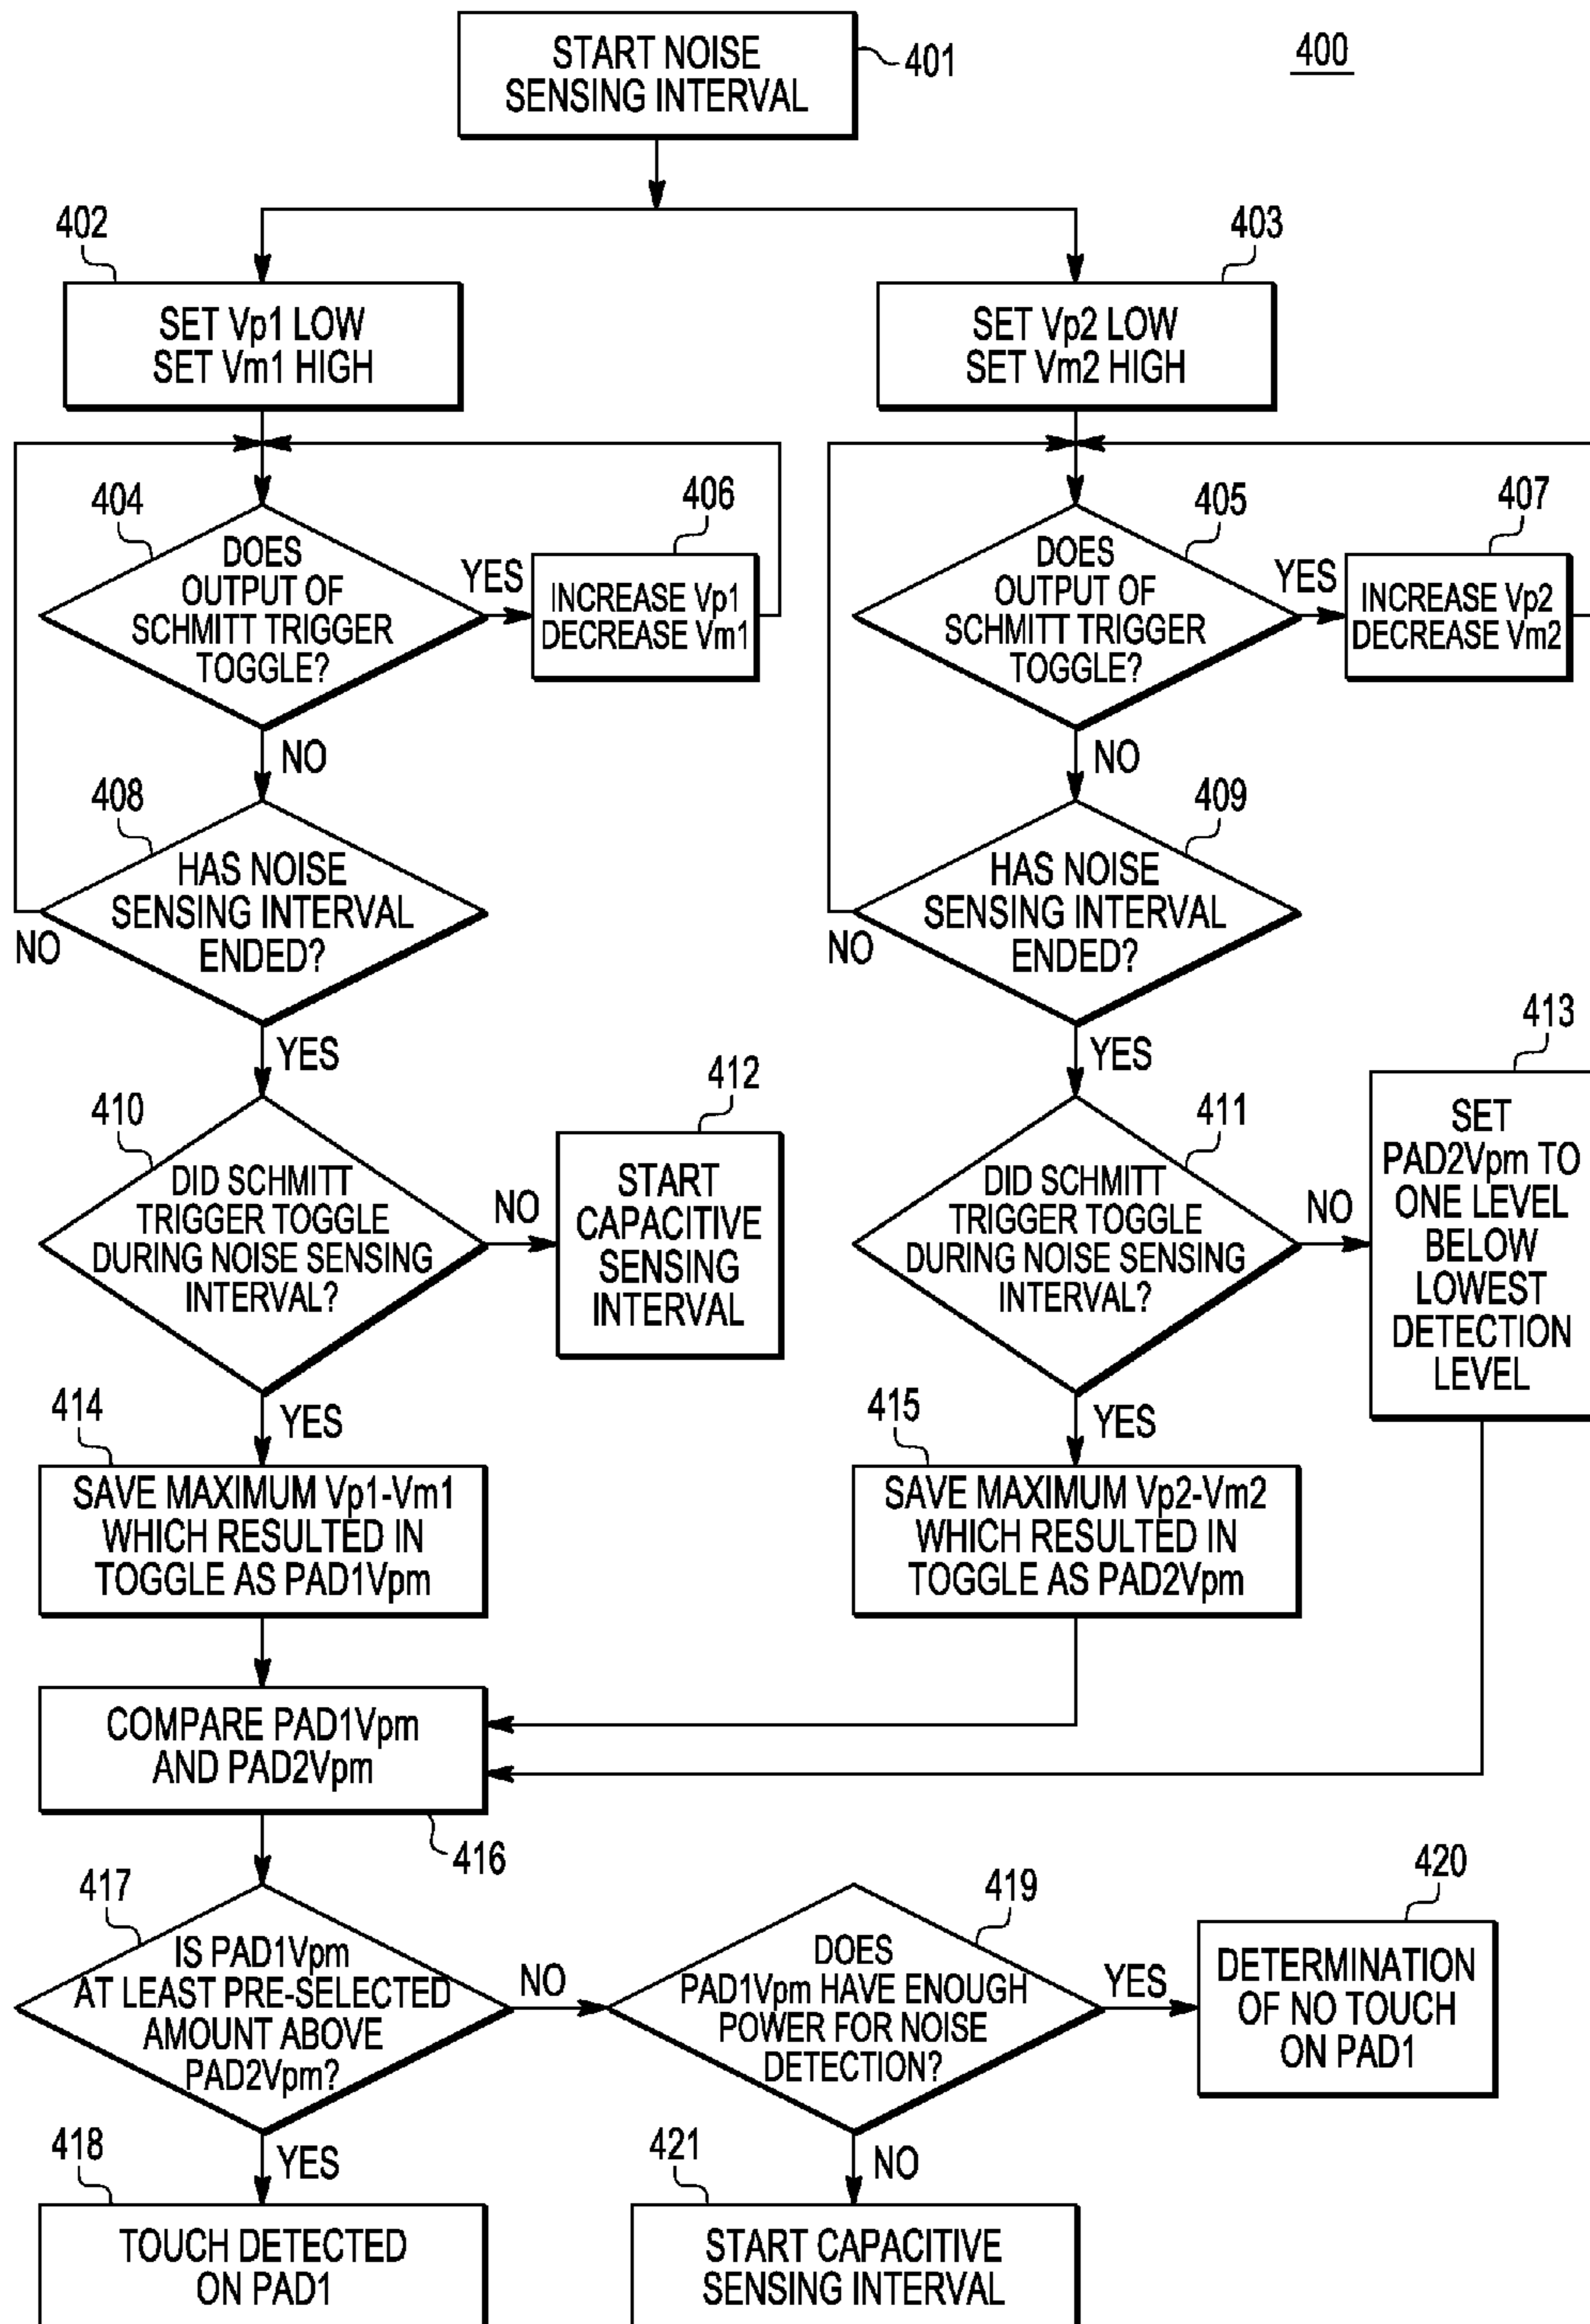 START NOISE
SENSING INTERVAL
401
400
402
SET Vp1 LOW
SET Vm1 HIGH
403
SET Vp2 LOW
SET Vm2 HIGH
404
DOES
OUTPUT OF
SCHMITT TRIGGER
TOGGLE?
YES
406
INCREASE Vp1
DECREASE Vm1
NO
405
DOES
OUTPUT OF
SCHMITT TRIGGER
TOGGLE?
YES
407
INCREASE Vp2
DECREASE Vm2
NO
408
HAS NOISE
SENSING INTERVAL
ENDED?
NO
YES
409
HAS NOISE
SENSING INTERVAL
ENDED?
NO
YES
410
DID SCHMITT
TRIGGER TOGGLE
DURING NOISE SENSING
INTERVAL?
NO
412
START
CAPACITIVE
SENSING
INTERVAL
YES
411
DID SCHMITT
TRIGGER TOGGLE
DURING NOISE SENSING
INTERVAL?
NO
413
SET
PAD2Vpm TO
ONE LEVEL
BELOW
LOWEST
DETECTION
LEVEL
YES
414
SAVE MAXIMUM Vp1-Vm1
WHICH RESULTED IN
TOGGLE AS PAD1Vpm
415
SAVE MAXIMUM Vp2-Vm2
WHICH RESULTED IN
TOGGLE AS PAD2Vpm
COMPARE PAD1Vpm
AND PAD2Vpm
416
417
IS PAD1Vpm
AT LEAST PRE-SELECTED
AMOUNT ABOVE
PAD2Vpm?
NO
YES
419
DOES
PAD1Vpm HAVE ENOUGH
POWER FOR NOISE
DETECTION?
YES
NO
420
DETERMINATION
OF NO TOUCH
ON PAD1
418
TOUCH DETECTED
ON PAD1
421
START CAPACITIVE
SENSING INTERVAL